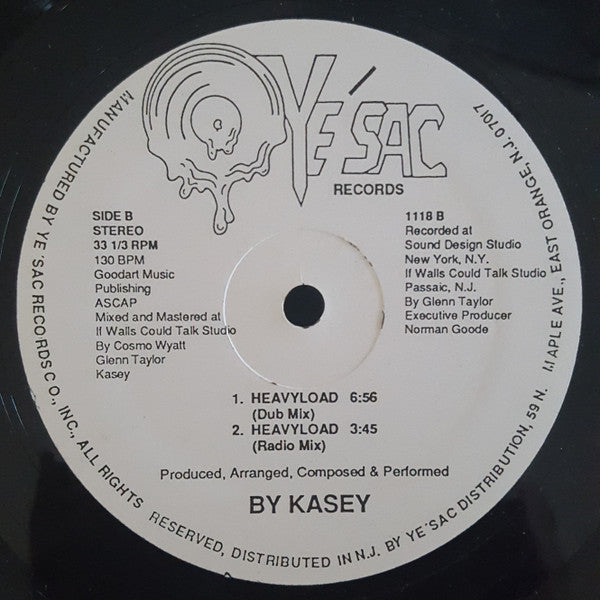 YE'SAC
RECORDS
SIDE B
STEREO
33 1/3 RPM
130 BPM
Goodart Music
Publishing
ASCAP
Mixed and Mastered at
If Walls Could Talk Studio
By Cosmo Wyatt
Glenn Taylor
Kasey
1118 B
Recorded at
Sound Design Studio
New York, N.Y.
If Walls Could Talk Studio
Passaic, N.J.
By Glenn Taylor
Executive Producer
Norman Goode
1. HEAVYLOAD 6:56
(Dub Mix)
2. HEAVYLOAD 3:45
(Radio Mix)
Produced, Arranged, Composed & Performed
BY KASEY
MANUFACTURED BY YE'SAC RECORDS CO., INC., ALL RIGHTS RESERVED, DISTRIBUTED IN N.J. BY YE'SAC DISTRIBUTION, 59 N. MAPLE AVE., EAST ORANGE, N.J. 07017